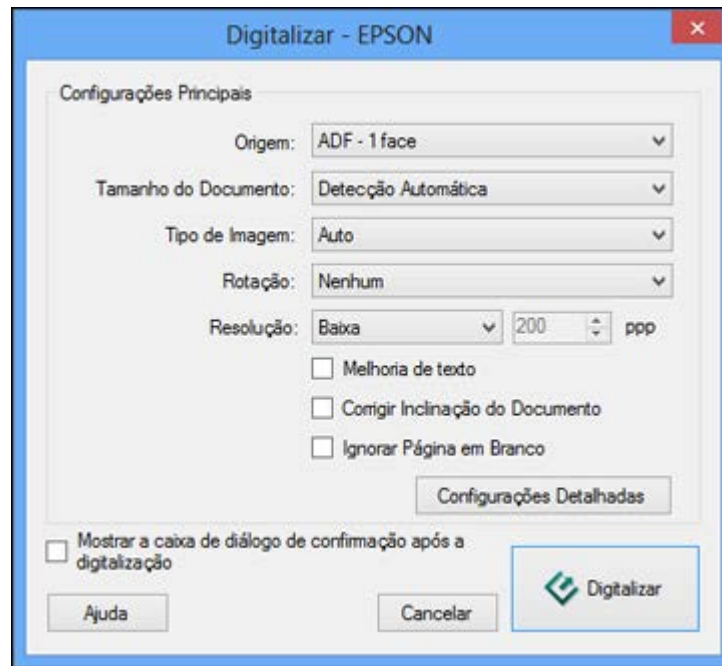 Digitalizar - EPSON
Configurações Principais
Origem: ADF - 1 face
Tamanho do Documento: Detecção Automática
Tipo de Imagem: Auto
Rotação: Nenhum
Resolução: Baixa 200 ppp
Melhoria de texto
Corrigir Inclinação do Documento
Ignorar Página em Branco
Configurações Detalhadas
Mostrar a caixa de diálogo de confirmação após a
digitalização
Digitalizar
Ajuda Cancelar